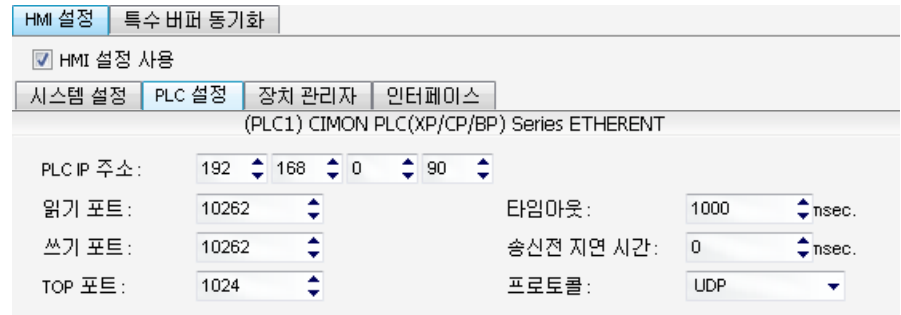 HMI 설정 특수 버퍼 동기화
HMI 설정 사용
시스템 설정 PLC 설정 장치 관리자 인터페이스
(PLC1) CIMON PLC(XP/CP/BP) Series ETHERENT
PLC IP 주소 : 192 168 0 90
읽기 포트 : 10262 타임아웃 : 1000 msec.
쓰기 포트 : 10262 송신전 지연 시간 : 0 msec.
TOP 포트 : 1024 프로토콜 : UDP